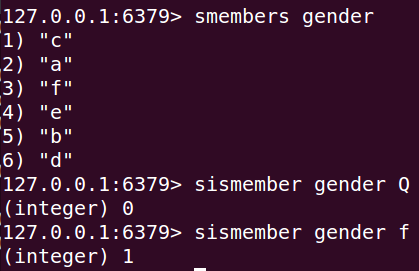 127.0.0.1:6379> smembers gender
1) "c"
2) "a"
3) "f"
4) "e"
5) "b"
6) "d"
127.0.0.1:6379> sismember gender Q
(integer) 0
127.0.0.1:6379> sismember gender f
(integer) 1